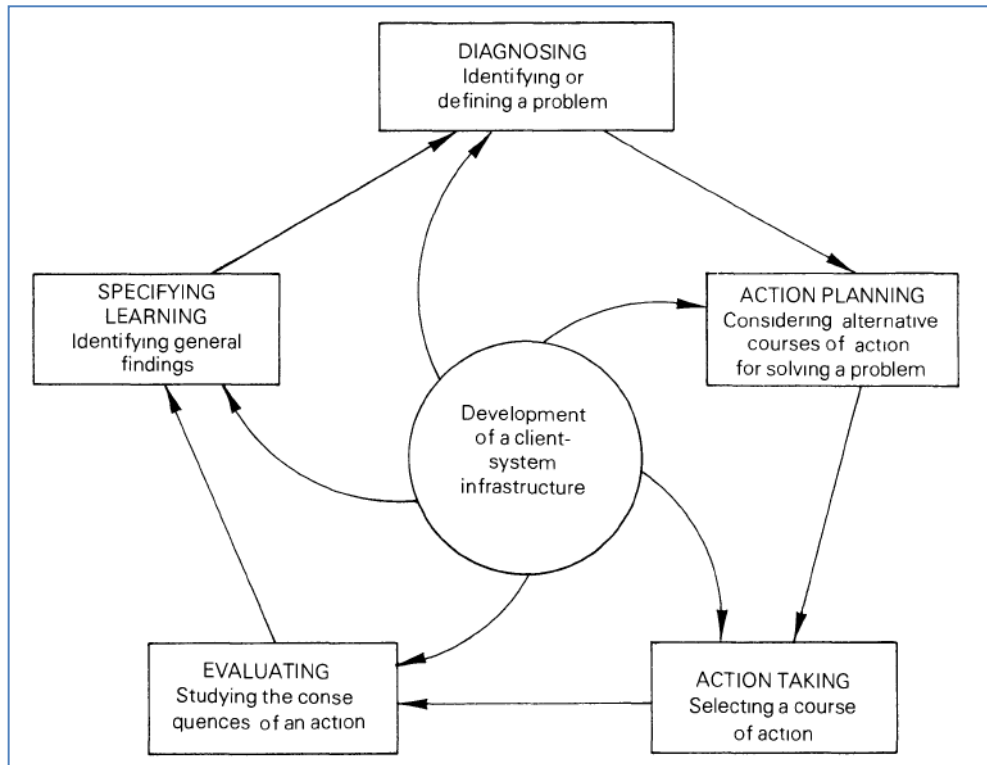 DIAGNOSING
Identifying or
defining a problem
ACTION PLANNING
Considering alternative
courses of action
for solving a problem
ACTION TAKING
Selecting a course
of action
EVALUATING
Studying the conse
quences of an action
SPECIFYING
LEARNING
Identifying general
findings
Development
of a client-
system
infrastructure